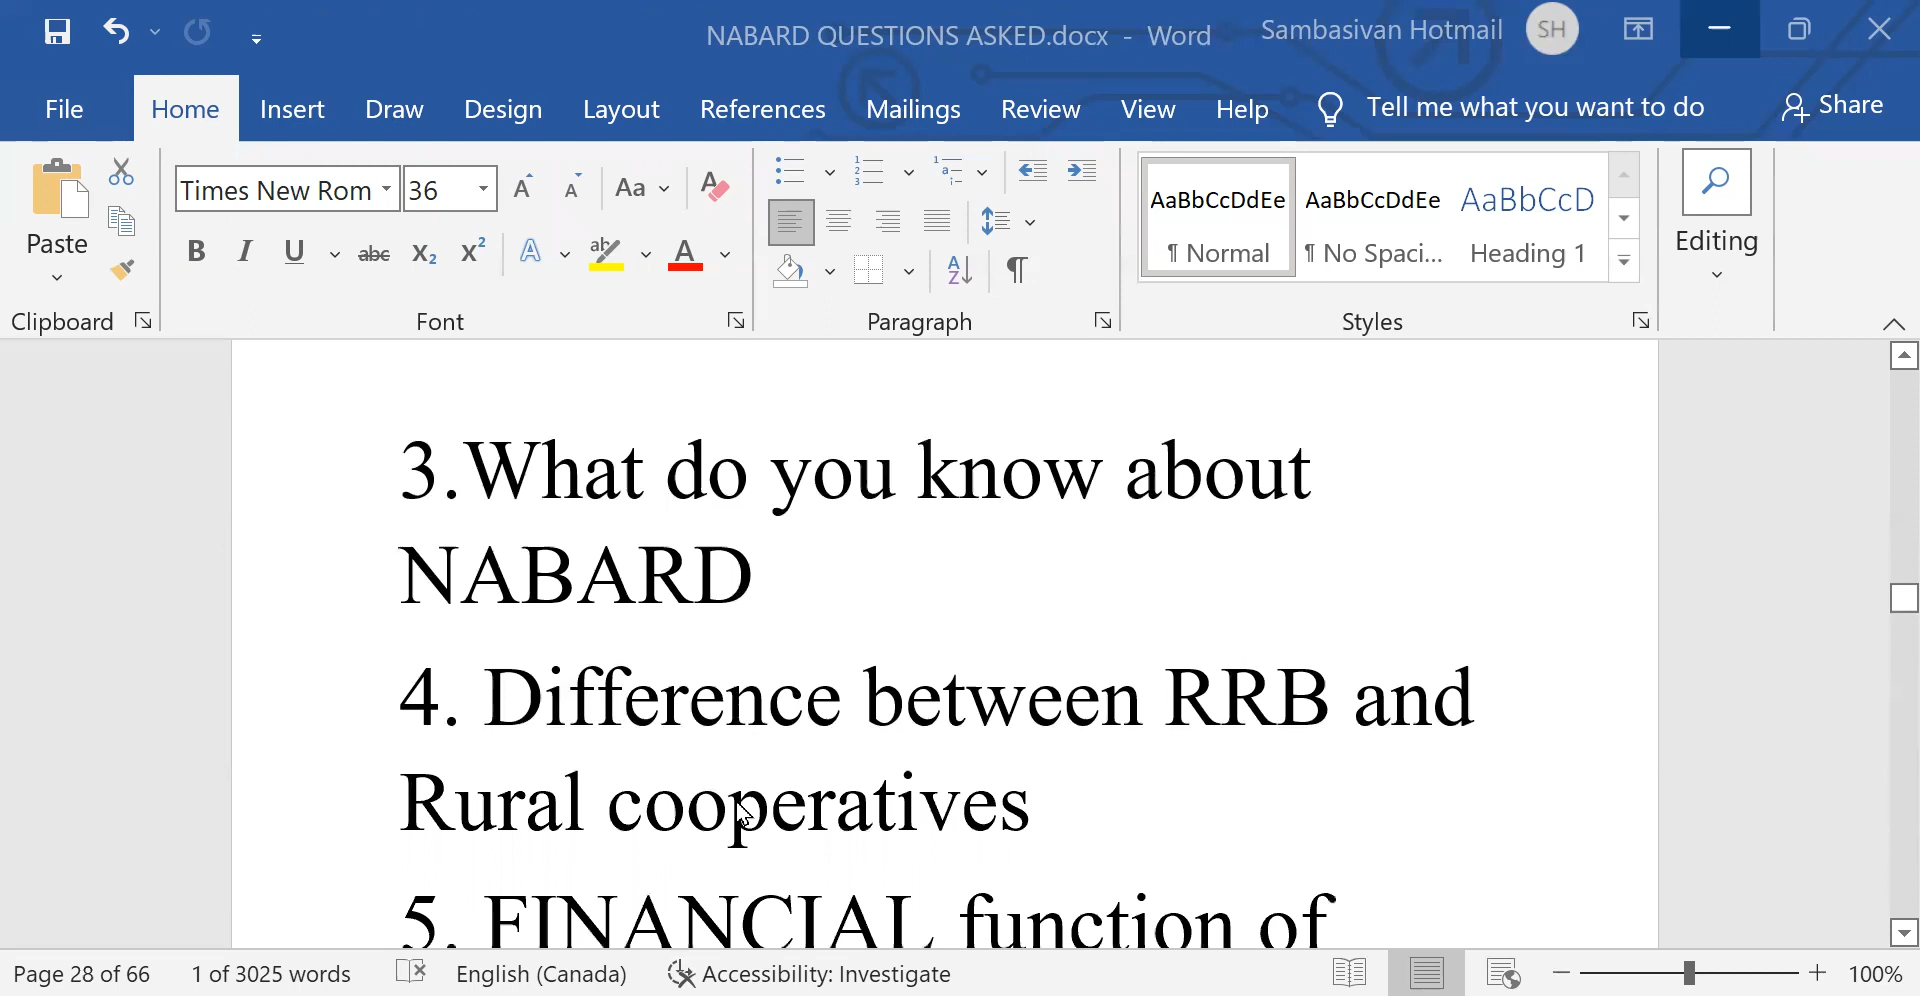 NABARD QUESTIONS ASKED.docx - Word
Sambasivan Hotmail
SH
File
Home
Insert
Draw
Design
Layout
References
Mailings
Review
View
Help
Tell me what you want to do
Share
Paste
Clipboard
Times New Rom
36
Aa
B I U abc X₂ X²
Font
Paragraph
AaBbCcDdEe
¶ Normal
AaBbCcDdEe
¶ No Spaci...
AaBbCcD
Heading 1
Styles
Editing
3.What do you know about
NABARD
4. Difference between RRB and
Rural cooperatives
5. FINANCIAL function of
Page 28 of 66
1 of 3025 words
English (Canada)
Accessibility: Investigate
100%